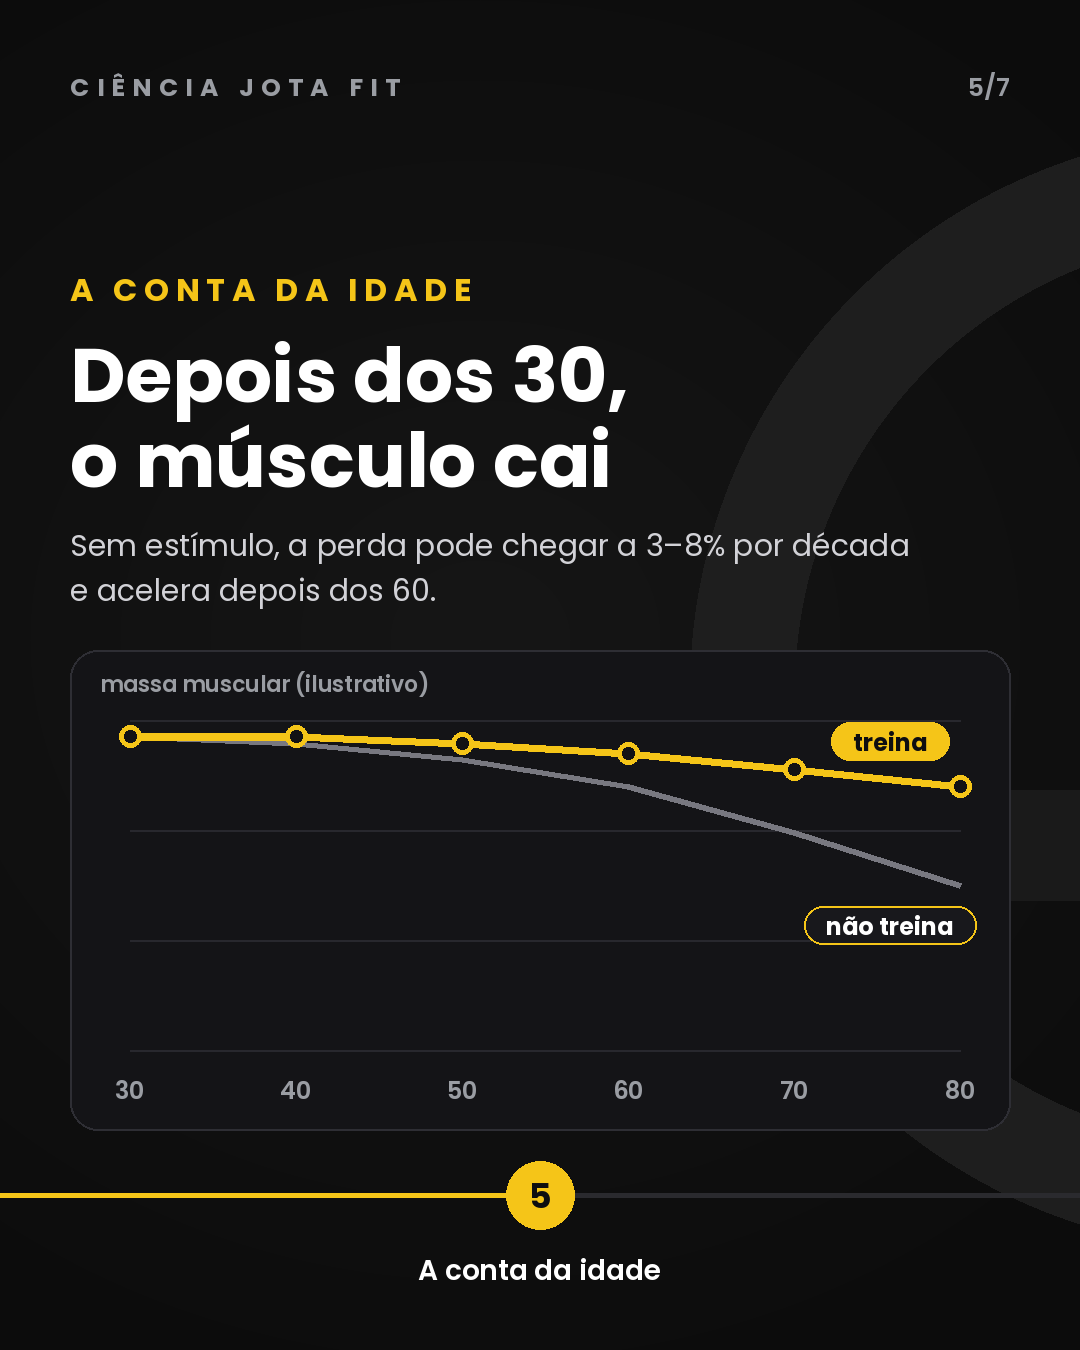 CIÊNCIA JOTA FIT
5/7
A CONTA DA IDADE
Depois dos 30,
o músculo cai
Sem estímulo, a perda pode chegar a 3–8% por década
e acelera depois dos 60.
massa muscular (ilustrativo)
treina
não treina
30 40 50 60 70 80
5
A conta da idade